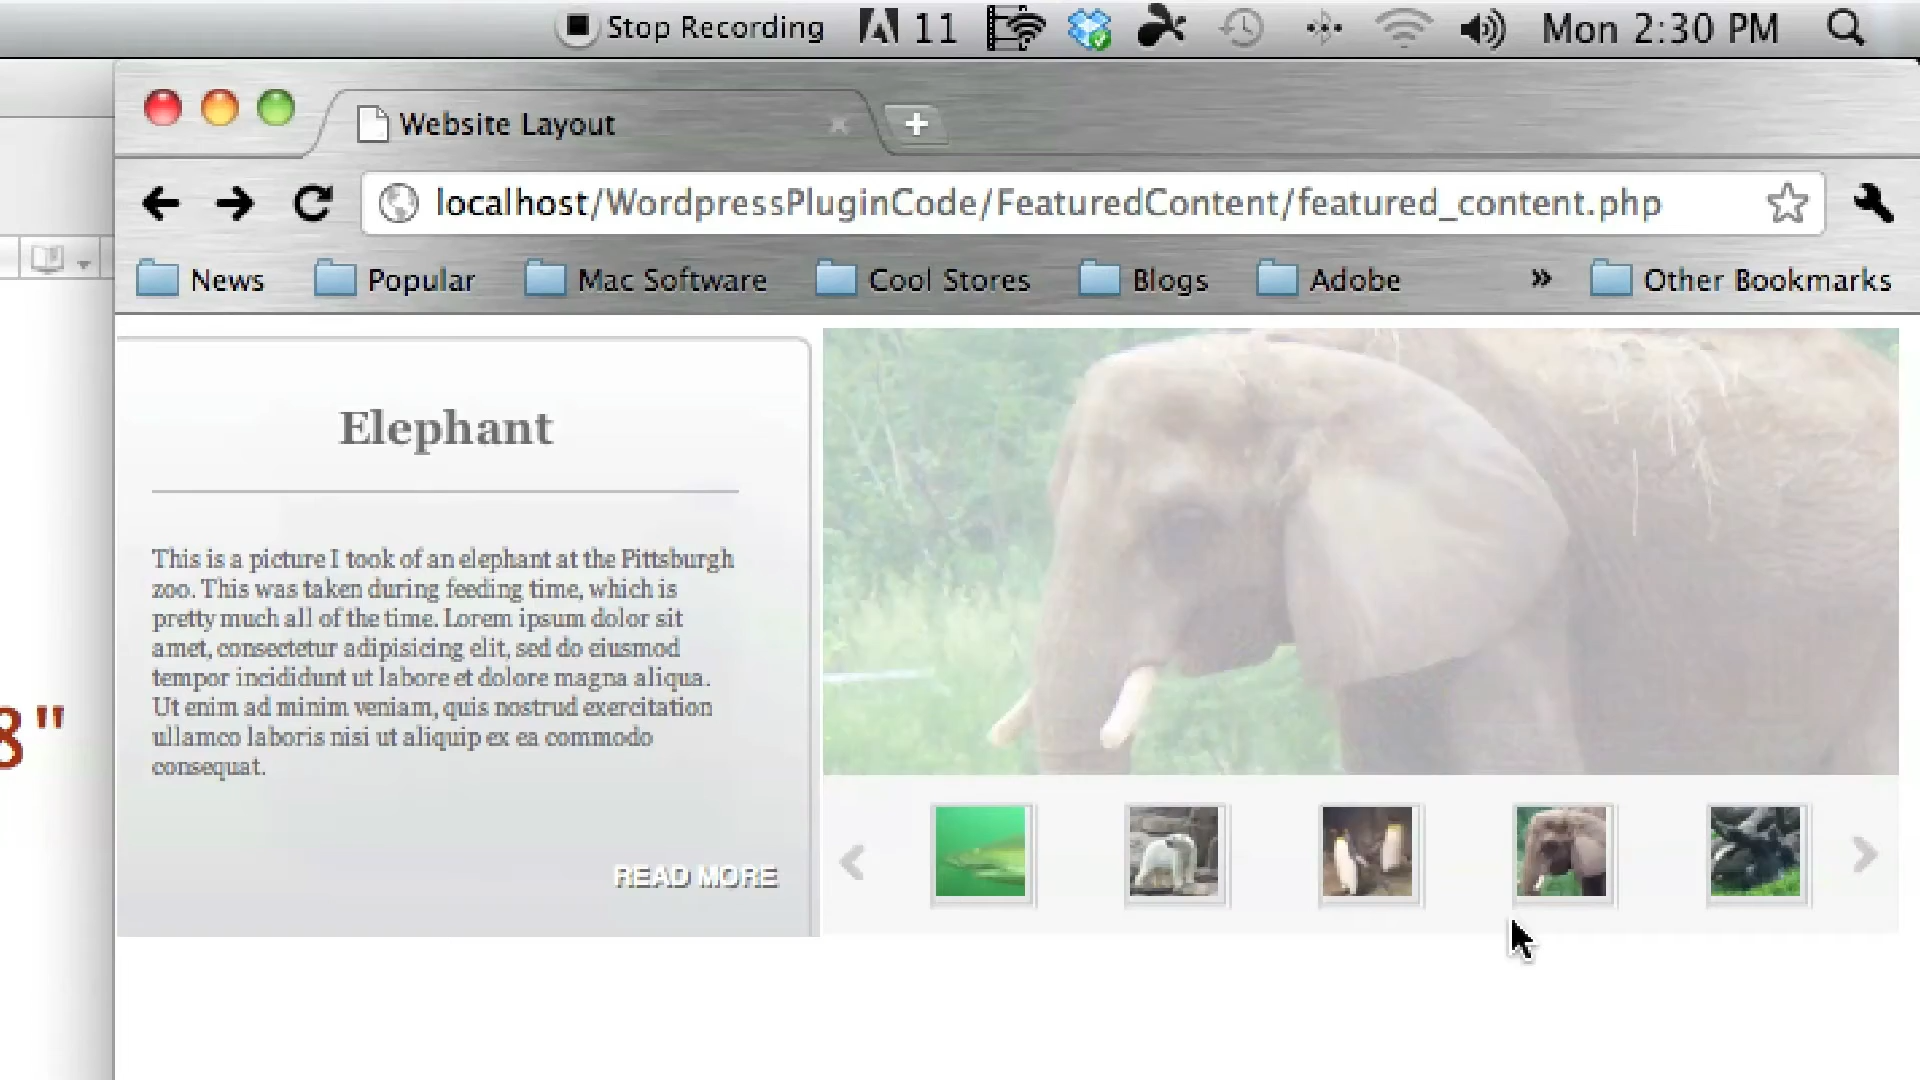 Stop Recording
11
Mon 2:30 PM
Website Layout
localhost/WordpressPluginCode/FeaturedContent/featured_content.php
News
Popular
Mac Software
Cool Stores
Blogs
Adobe
»
Other Bookmarks
Elephant
This is a picture I took of an elephant at the Pittsburgh
zoo. This was taken during feeding time, which is
pretty much all of the time. Lorem ipsum dolor sit
amet, consectetur adipisicing elit, sed do eiusmod
tempor incididunt ut labore et dolore magna aliqua.
Ut enim ad minim veniam, quis nostrud exercitation
ullamco laboris nisi ut aliquip ex ea commodo
consequat.
8"
READ MORE